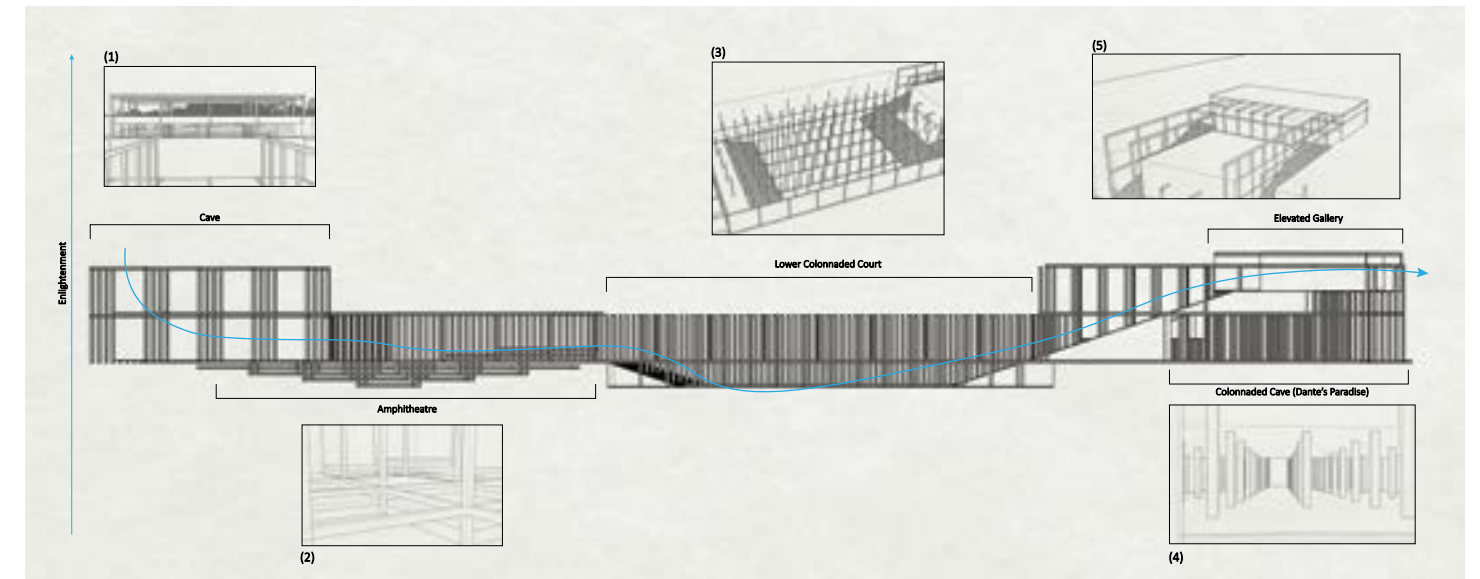 (1)
(3)
(5)
Cave
Elevated Gallery
Enlightenment
Lower Colonnaded Court
Amphitheatre
Colonnaded Cave (Dante's Paradise)
(2)
(4)